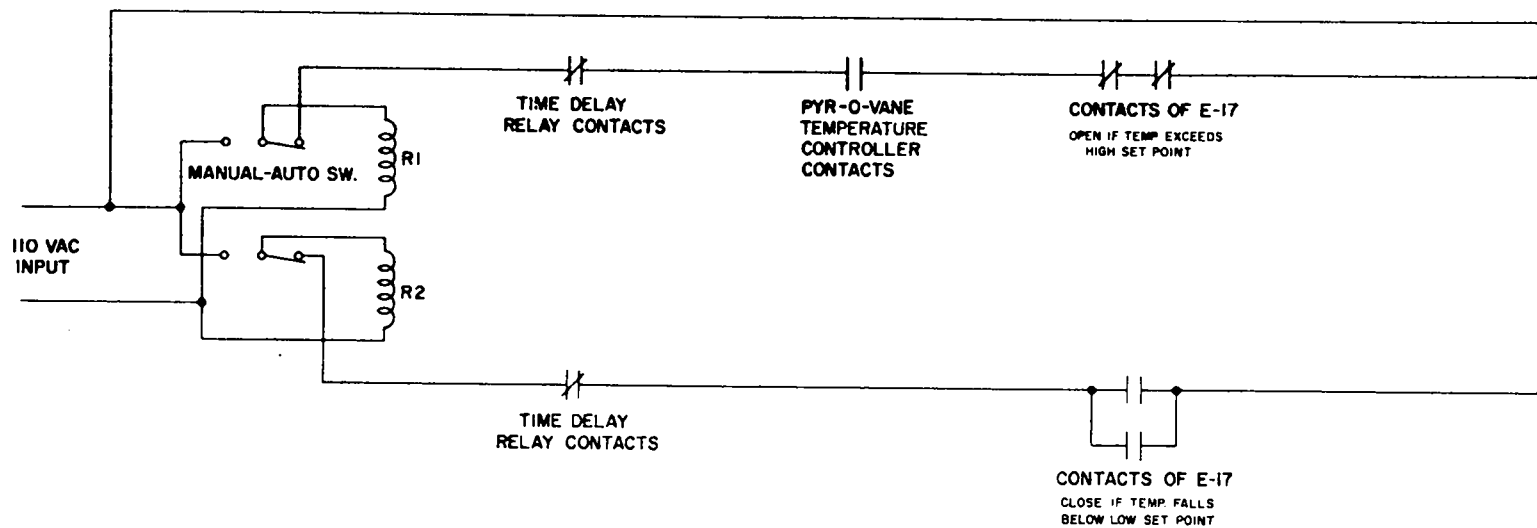 TIME DELAY
RELAY CONTACTS
PYR-O-VANE
TEMPERATURE
CONTROLLER
CONTACTS
CONTACTS OF E-17
OPEN IF TEMP EXCEEDS
HIGH SET POINT
R1
MANUAL-AUTO SW.
110 VAC
INPUT
R2
TIME DELAY
RELAY CONTACTS
CONTACTS OF E-17
CLOSE IF TEMP. FALLS
BELOW LOW SET POINT